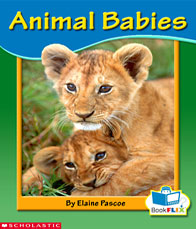 Animal Babies
By Elaine Pascoe
BookFLIX
SCHOLASTIC